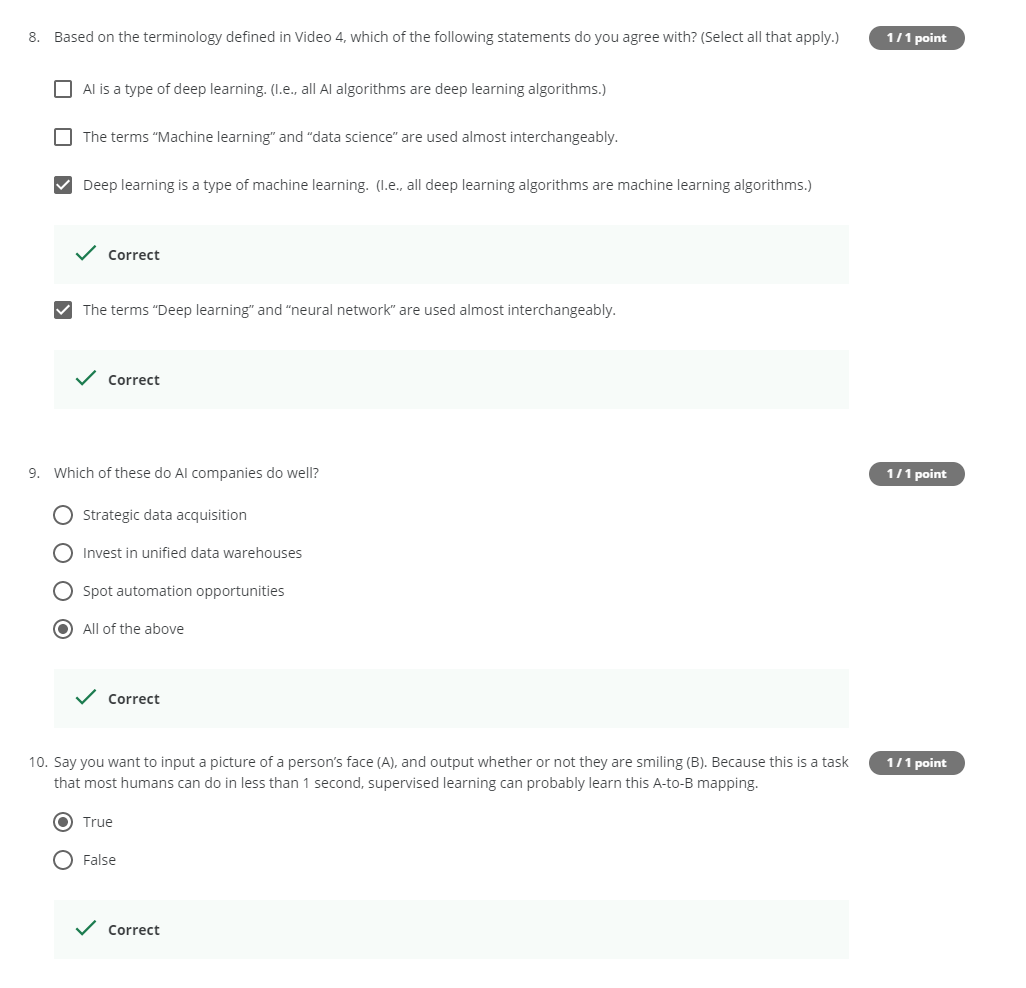 8. Based on the terminology defined in Video 4, which of the following statements do you agree with? (Select all that apply.)
1 / 1 point
AI is a type of deep learning. (I.e., all AI algorithms are deep learning algorithms.)
The terms “Machine learning” and “data science” are used almost interchangeably.
Deep learning is a type of machine learning.  (I.e., all deep learning algorithms are machine learning algorithms.)
Correct
The terms “Deep learning” and “neural network” are used almost interchangeably.
Correct
9. Which of these do AI companies do well?
1 / 1 point
Strategic data acquisition
Invest in unified data warehouses
Spot automation opportunities
All of the above
Correct
10. Say you want to input a picture of a person’s face (A), and output whether or not they are smiling (B). Because this is a task
1 / 1 point
that most humans can do in less than 1 second, supervised learning can probably learn this A-to-B mapping.
True
False
Correct